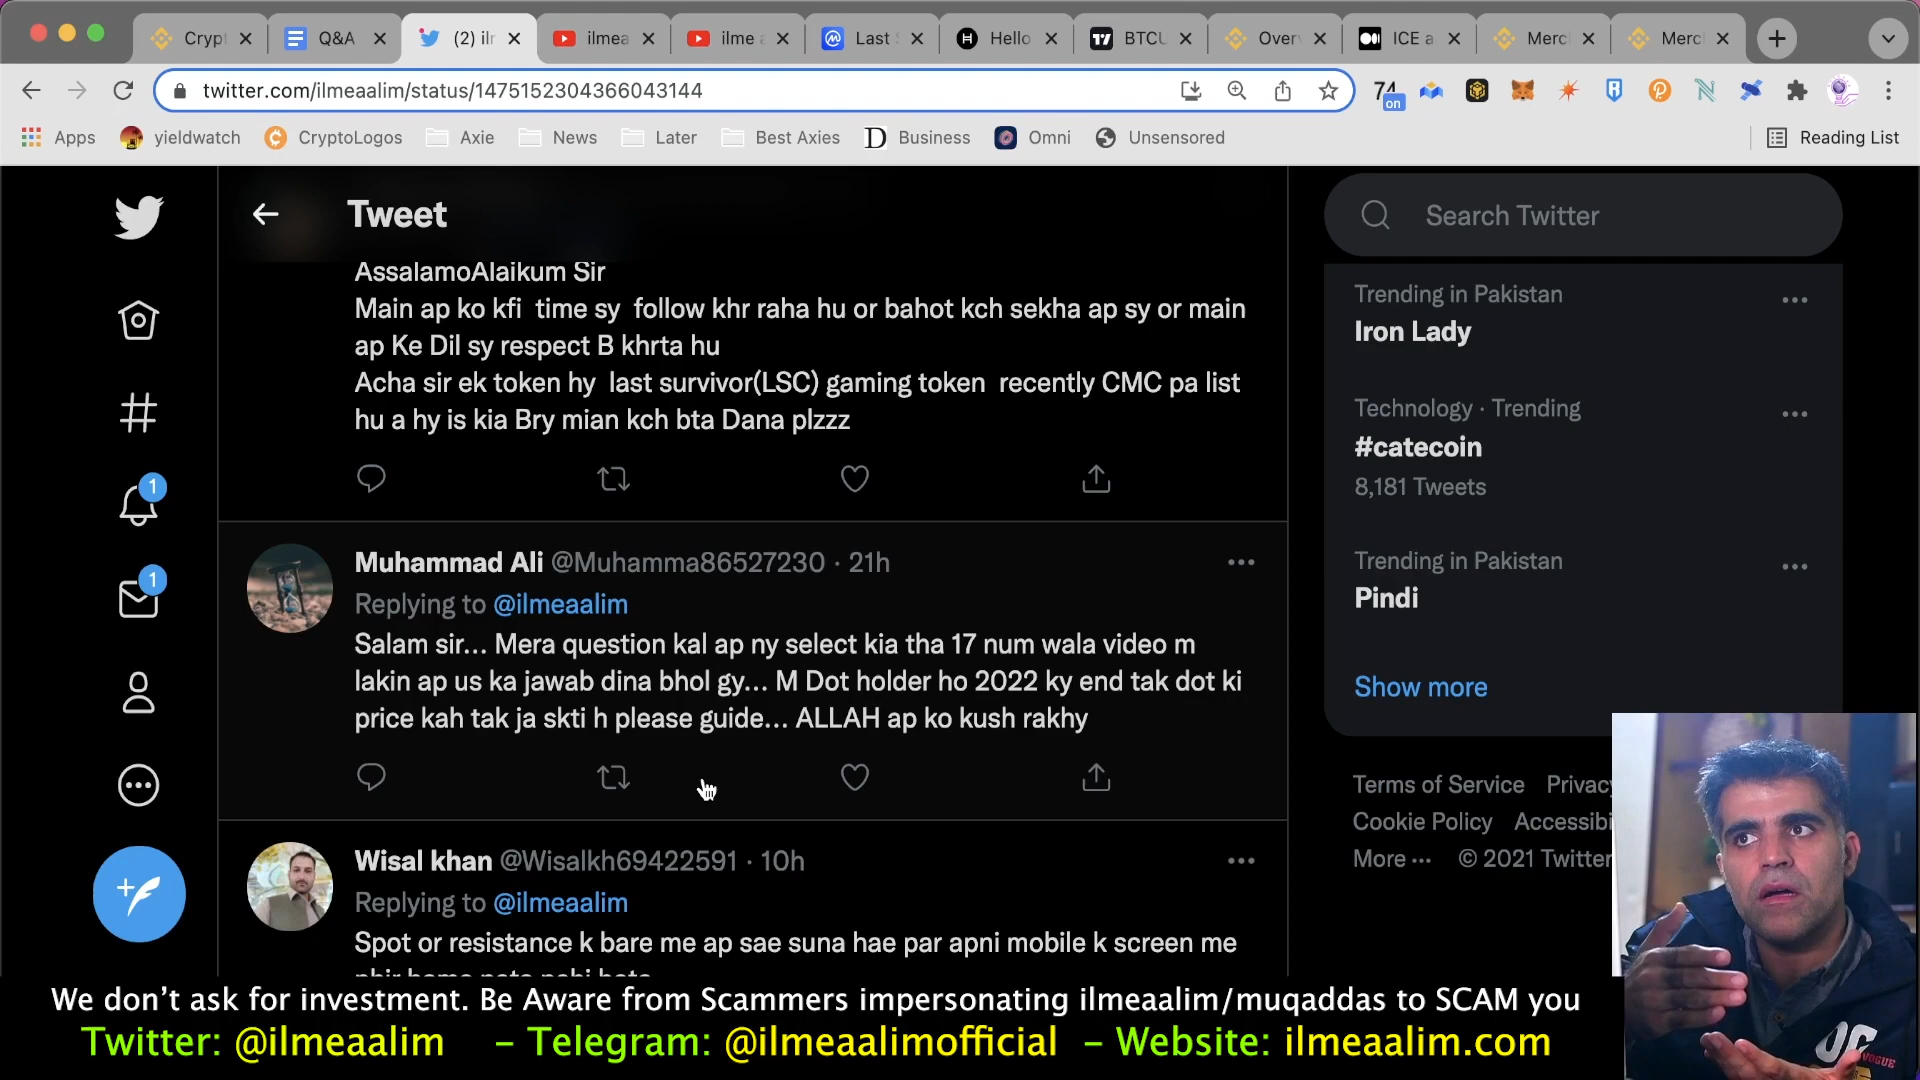 Crypt
Q&A
(2) ilm
ilmea
ilme a
Last S
Hello
BTCU
Over
ICE a
Merc
Merc
twitter.com/ilmeaalim/status/1475152304366043144
74
on
Apps
yieldwatch
CryptoLogos
Axie
News
Later
Best Axies
Business
Omni
Unsensored
Reading List
Tweet
Search Twitter
AssalamoAlaikum Sir
Main ap ko kfi time sy follow khr raha hu or bahot kch sekha ap sy or main
ap Ke Dil sy respect B khrta hu
Acha sir ek token hy last survivor(LSC) gaming token recently CMC pa list
hu a hy is kia Bry mian kch bta Dana plzzz
1
1
Muhammad Ali @Muhamma86527230 · 21h
Replying to @ilmeaalim
Salam sir... Mera question kal ap ny select kia tha 17 num wala video m
lakin ap us ka jawab dina bhol gy... M Dot holder ho 2022 ky end tak dot ki
price kah tak ja skti h please guide... ALLAH ap ko kush rakhy
Wisal khan @Wisalkh69422591 · 10h
Replying to @ilmeaalim
Spot or resistance k bare me ap sae suna hae par apni mobile k screen me
Trending in Pakistan
Iron Lady
Technology · Trending
#catecoin
8,181 Tweets
Trending in Pakistan
Pindi
Show more
Terms of Service Privacy
Cookie Policy Accessibi
More ··· © 2021 Twitter
We don't ask for investment. Be Aware from Scammers impersonating ilmeaalim/muqaddas to SCAM you
Twitter: @ilmeaalim – Telegram: @ilmeaalimofficial – Website: ilmeaalim.com
VOGUE